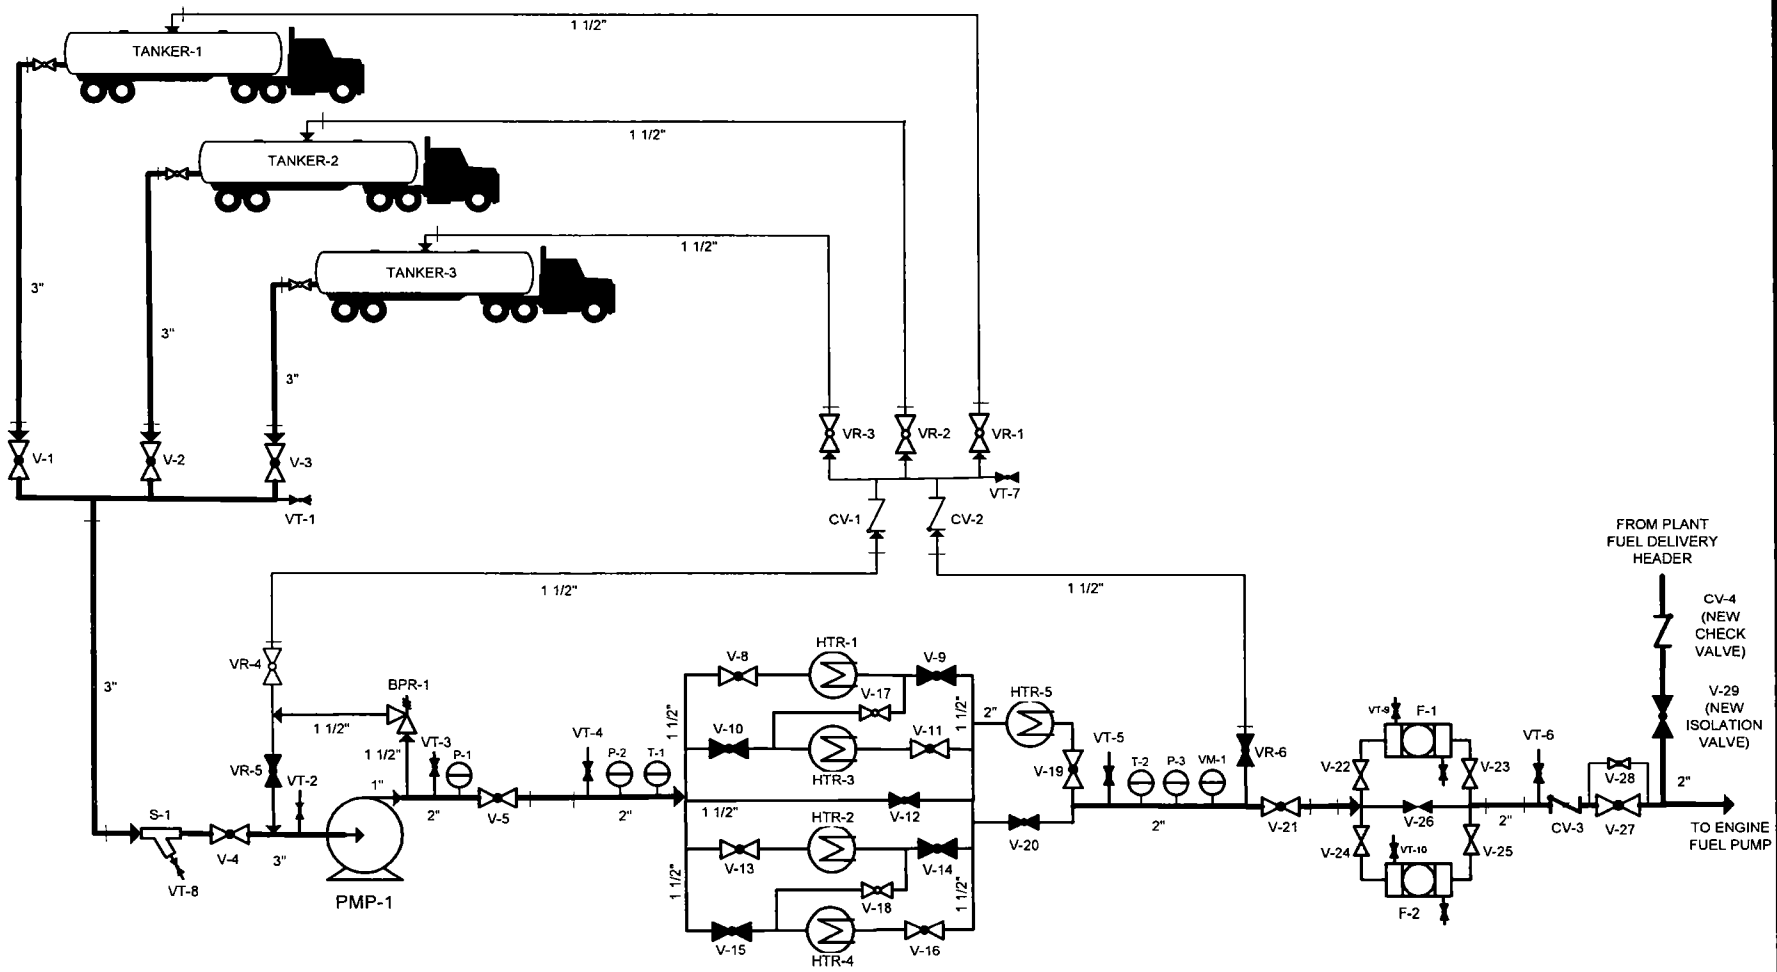 1 1/2"
TANKER-1
1 1/2"
TANKER-2
1 1/2"
TANKER-3
3"
3"
3"
V-1
V-2
V-3
VT-1
VR-3
VR-2
VR-1
VT-7
CV-1
CV-2
1 1/2"
1 1/2"
FROM PLANT
FUEL DELIVERY
HEADER
CV-4
(NEW
CHECK
VALVE)
V-29
(NEW
ISOLATION
VALVE)
3"
VR-4
BPR-1
1 1/2"
1 1/2"
VR-5
VT-2
VT-3
P-1
1"
2"
V-5
VT-4
P-2
T-1
2"
S-1
V-4
3"
VT-8
PMP-1
HTR-1
V-8
V-9
V-17
1 1/2"
1 1/2"
V-10
V-11
HTR-3
1 1/2"
V-12
HTR-2
V-13
V-14
1 1/2"
1 1/2"
V-18
V-15
V-16
HTR-4
2"
HTR-5
V-19
V-20
VT-5
T-2
P-3
VM-1
2"
VR-6
V-21
VT-9
F-1
V-22
V-23
V-26
V-24
V-25
VT-10
F-2
2"
VT-6
CV-3
V-28
V-27
2"
TO ENGINE
FUEL PUMP